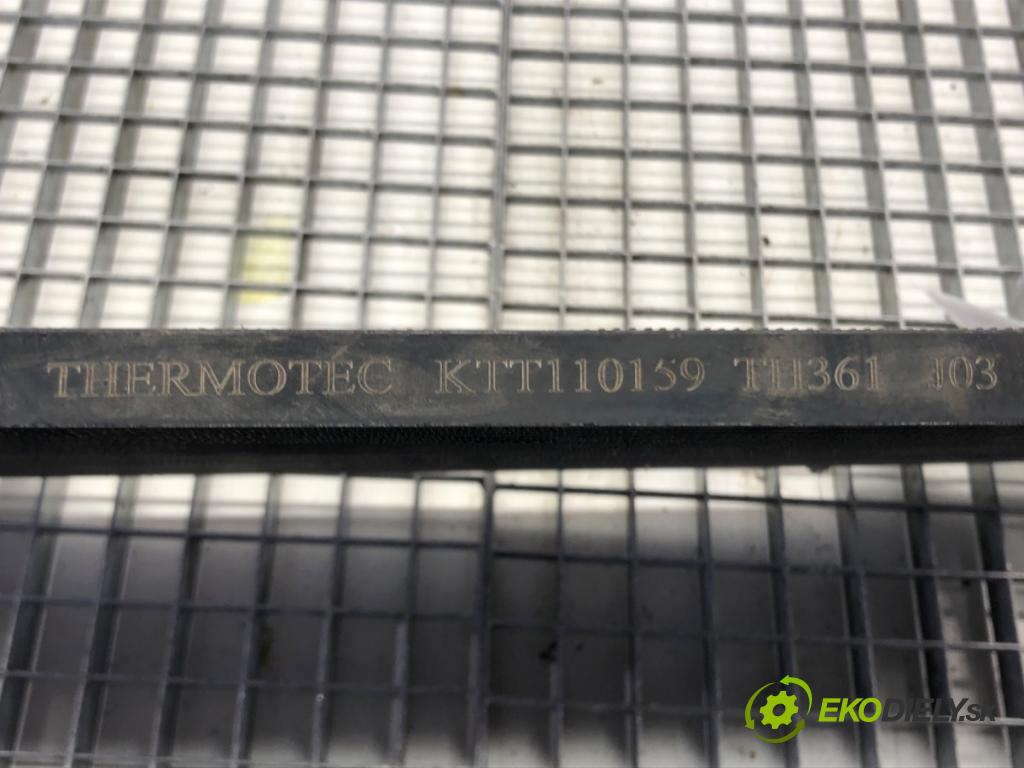 THERMOTEC KTT110159 TH361 J03
EKODIELY.sk